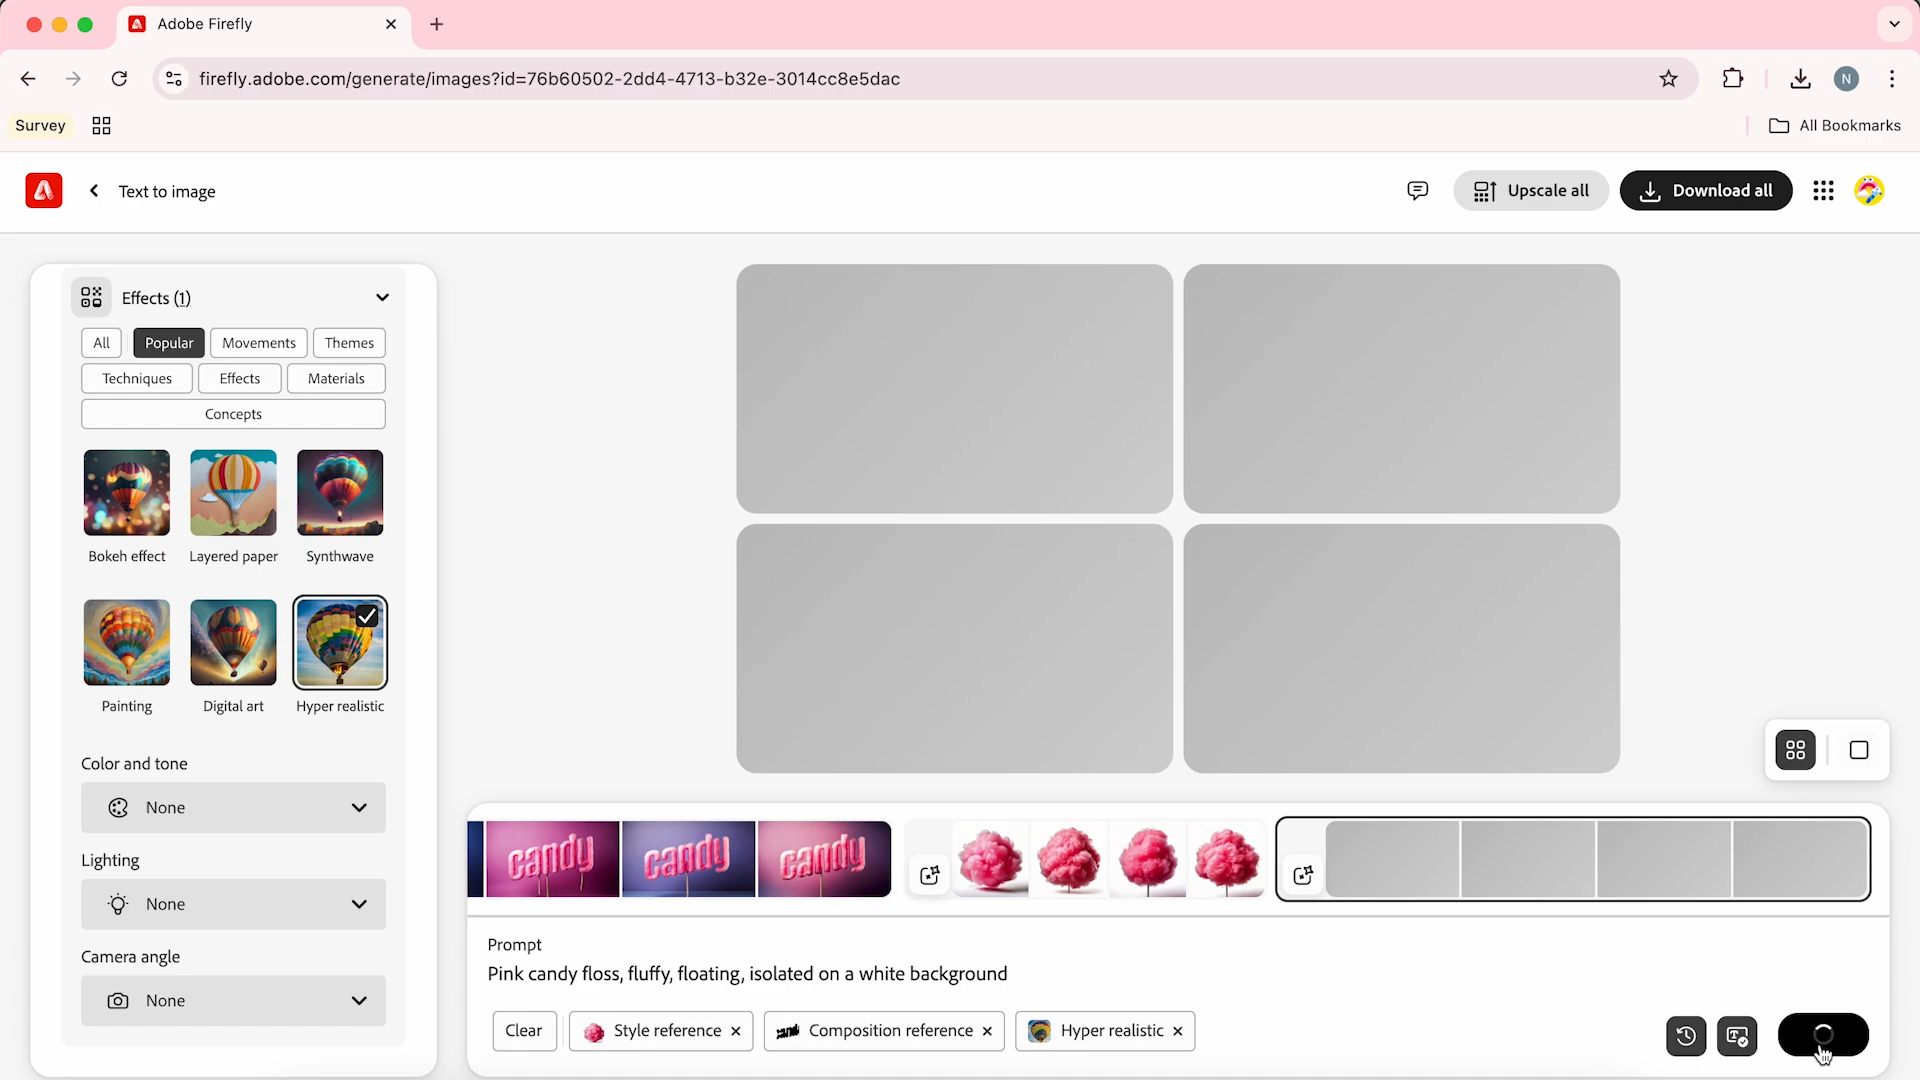 Adobe Firefly
firefly.adobe.com/generate/images?id=76b60502-2dd4-4713-b32e-3014cc8e5dac
N
Survey
All Bookmarks
Text to image
Upscale all
Download all
Effects (1)
All
Popular
Movements
Themes
Techniques
Effects
Materials
Concepts
Bokeh effect
Layered paper
Synthwave
Painting
Digital art
Hyper realistic
Color and tone
None
Lighting
None
Camera angle
None
candy
candy
candy
Prompt
Pink candy floss, fluffy, floating, isolated on a white background
Clear
Style reference
Composition reference
Hyper realistic